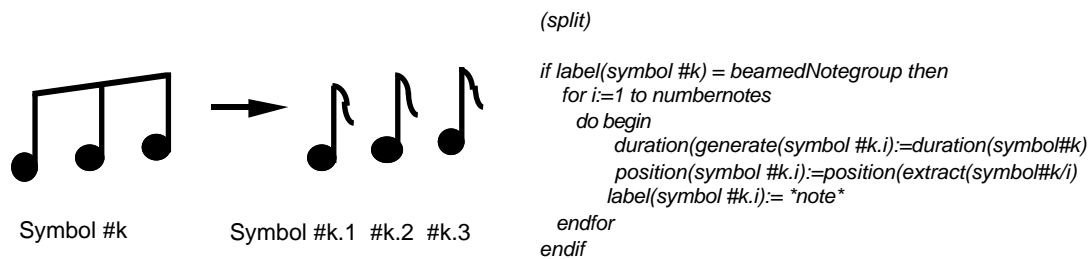 (split)
if label(symbol #k) = beamedNotegroup then
for i:=1 to numbernotes
do begin
duration(generate(symbol #k.i):=duration(symbol#k)
position(symbol #k.i):=position(extract(symbol#k/i)
label(symbol #k.i):= *note*
endfor
endif
Symbol #k
Symbol #k.1 #k.2 #k.3